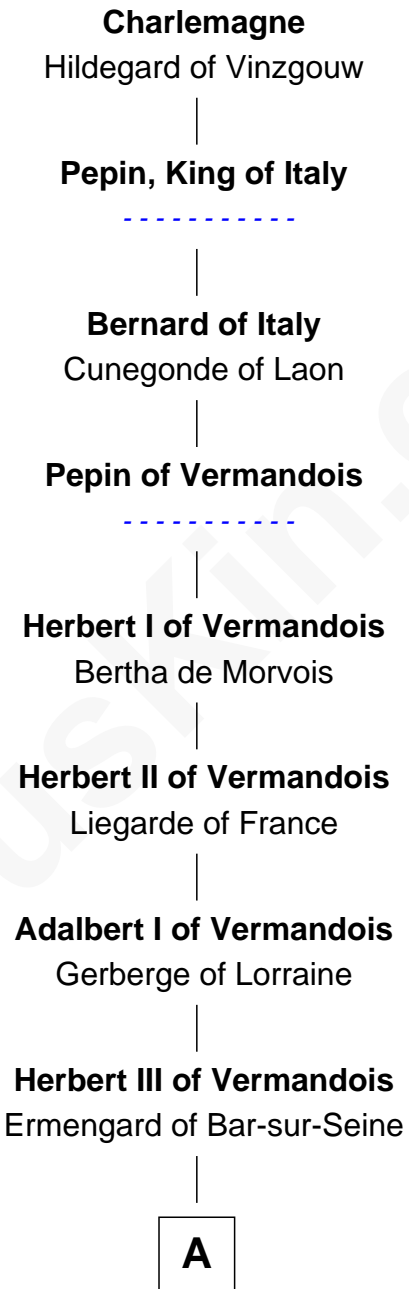 Charlemagne
Hildegard of Vinzgouw
Pepin, King of Italy
- - - - - - - - - - -
Bernard of Italy
Cunegonde of Laon
Pepin of Vermandois
- - - - - - - - - - -
Herbert I of Vermandois
Bertha de Morvois
Herbert II of Vermandois
Liegarde of France
Adalbert I of Vermandois
Gerberge of Lorraine
Herbert III of Vermandois
Ermengard of Bar-sur-Seine
A